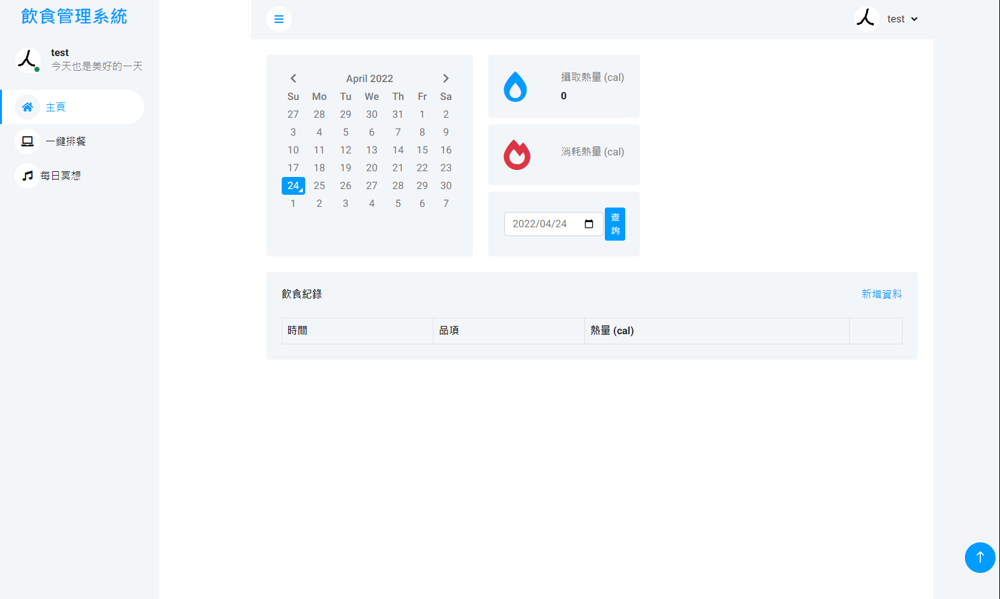 飲食管理系統
test
今天也是美好的一天
主頁
一鍵排餐
每日冥想
test
April 2022
Su Mo Tu We Th Fr Sa
27 28 29 30 31 1 2
3 4 5 6 7 8 9
10 11 12 13 14 15 16
17 18 19 20 21 22 23
24 25 26 27 28 29 30
1 2 3 4 5 6 7
攝取熱量 (cal)
0
消耗熱量 (cal)
2022/04/24
查
詢
飲食紀錄 新增資料
時間 品項 熱量 (cal)